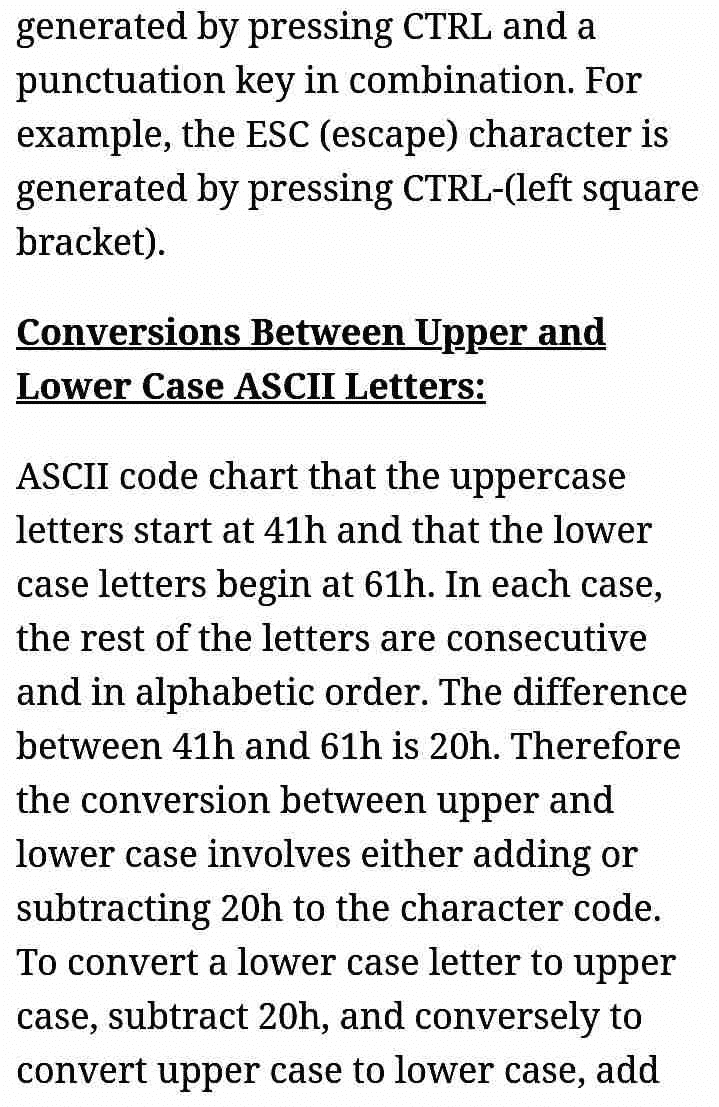 generated by pressing CTRL and a
punctuation key in combination. For
example, the ESC (escape) character is
generated by pressing CTRL-(left square
bracket).
Conversions Between Upper and
Lower Case ASCII Letters:
ASCII code chart that the uppercase
letters start at 41h and that the lower
case letters begin at 61h. In each case,
the rest of the letters are consecutive
and in alphabetic order. The difference
between 41h and 61h is 20h. Therefore
the conversion between upper and
lower case involves either adding or
subtracting 20h to the character code.
To convert a lower case letter to upper
case, subtract 20h, and conversely to
convert upper case to lower case, add